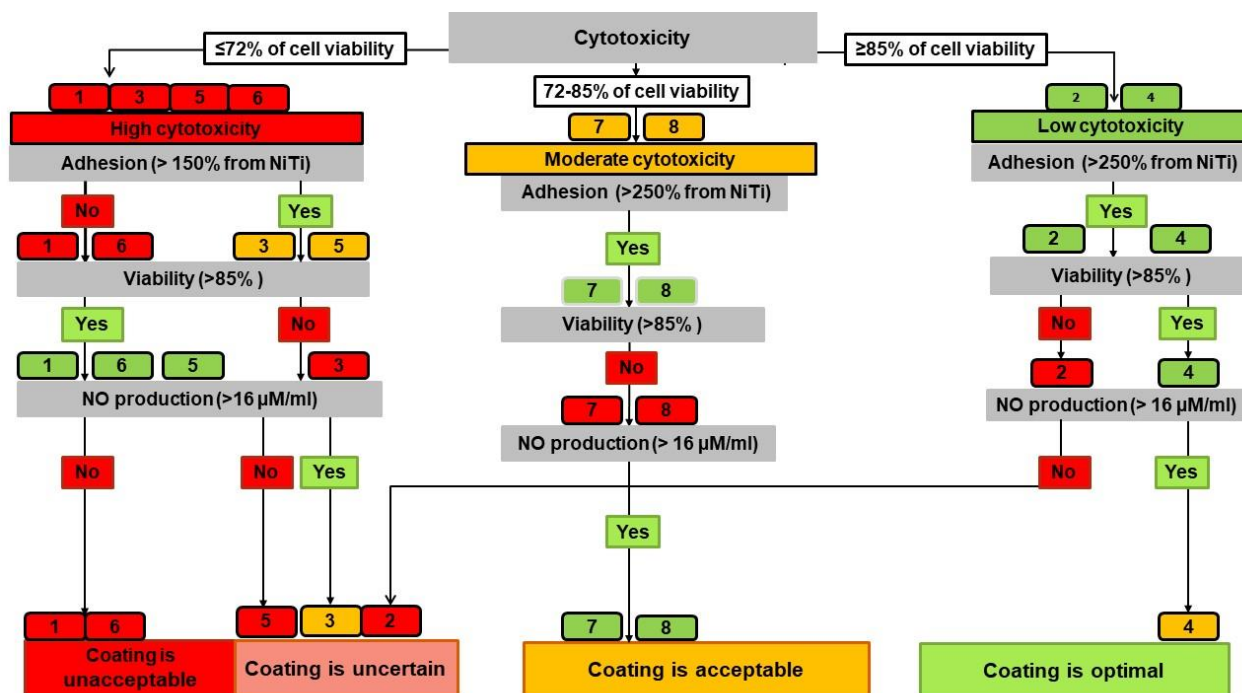 Cytotoxicity
≤72% of cell viability
≥85% of cell viability
72-85% of cell viability
1 3 5 6
7 8
2 4
High cytotoxicity
Moderate cytotoxicity
Low cytotoxicity
Adhesion (> 150% from NiTi)
Adhesion (>250% from NiTi)
Adhesion (>250% from NiTi)
No
Yes
Yes
Yes
1 6
3 5
7 8
2 4
Viability (>85% )
Viability (>85% )
Viability (>85%)
Yes
No
No
No
Yes
1 6 5
3
7 8
2
4
NO production (>16 µM/ml)
NO production (> 16 µM/ml)
NO production (> 16 µM/ml)
No
No
Yes
Yes
No
Yes
1 6
5 3 2
7 8
4
Coating is
unacceptable
Coating is uncertain
Coating is acceptable
Coating is optimal